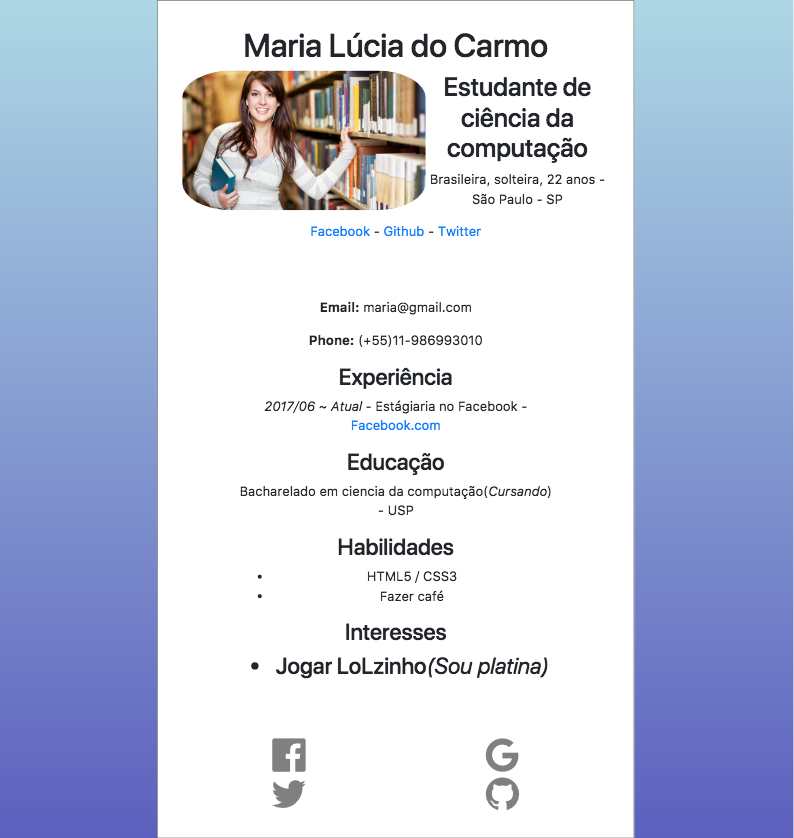 Maria Lúcia do Carmo
Estudante de
ciência da
computação
Brasileira, solteira, 22 anos -
São Paulo - SP
Facebook - Github - Twitter
Email: maria@gmail.com
Phone: (+55)11-986993010
Experiência
2017/06 ~ Atual - Estágiaria no Facebook -
Facebook.com
Educação
Bacharelado em ciencia da computação(Cursando)
- USP
Habilidades
• HTML5 / CSS3
• Fazer café
Interesses
• Jogar LoLzinho(Sou platina)